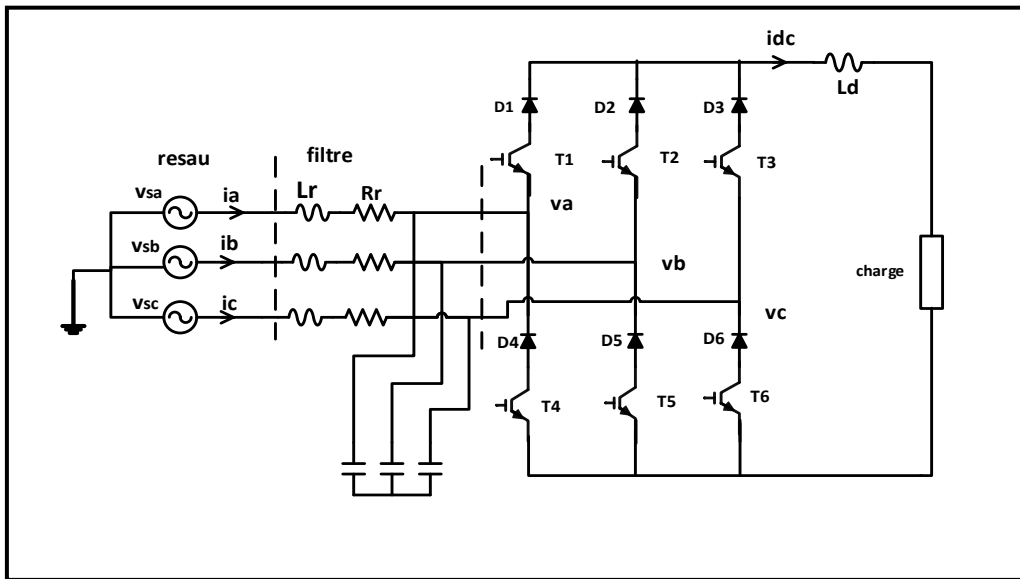 idc
Ld
D1
D2
D3
resau
filtre
T1
T2
T3
vsa
ia
Lr
Rr
va
vsb
ib
vb
vsc
ic
vc
charge
D4
D5
D6
T4
T5
T6